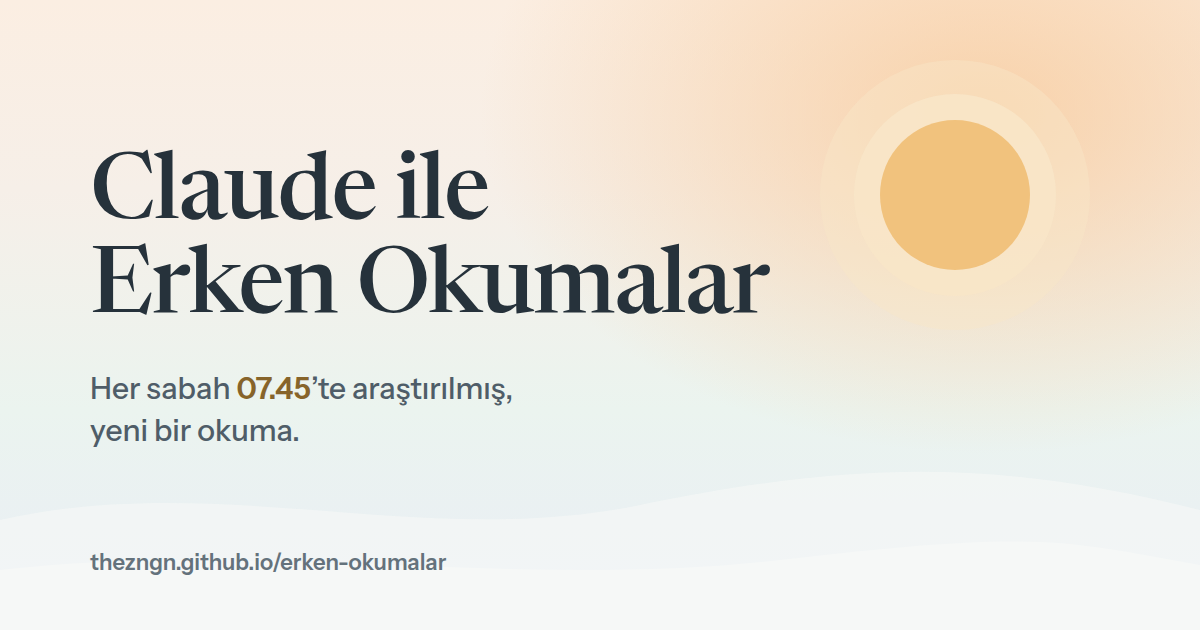 Claude ile
Erken Okumalar
Her sabah 07.45’te araştırılmış,
yeni bir okuma.
thezngn.github.io/erken-okumalar